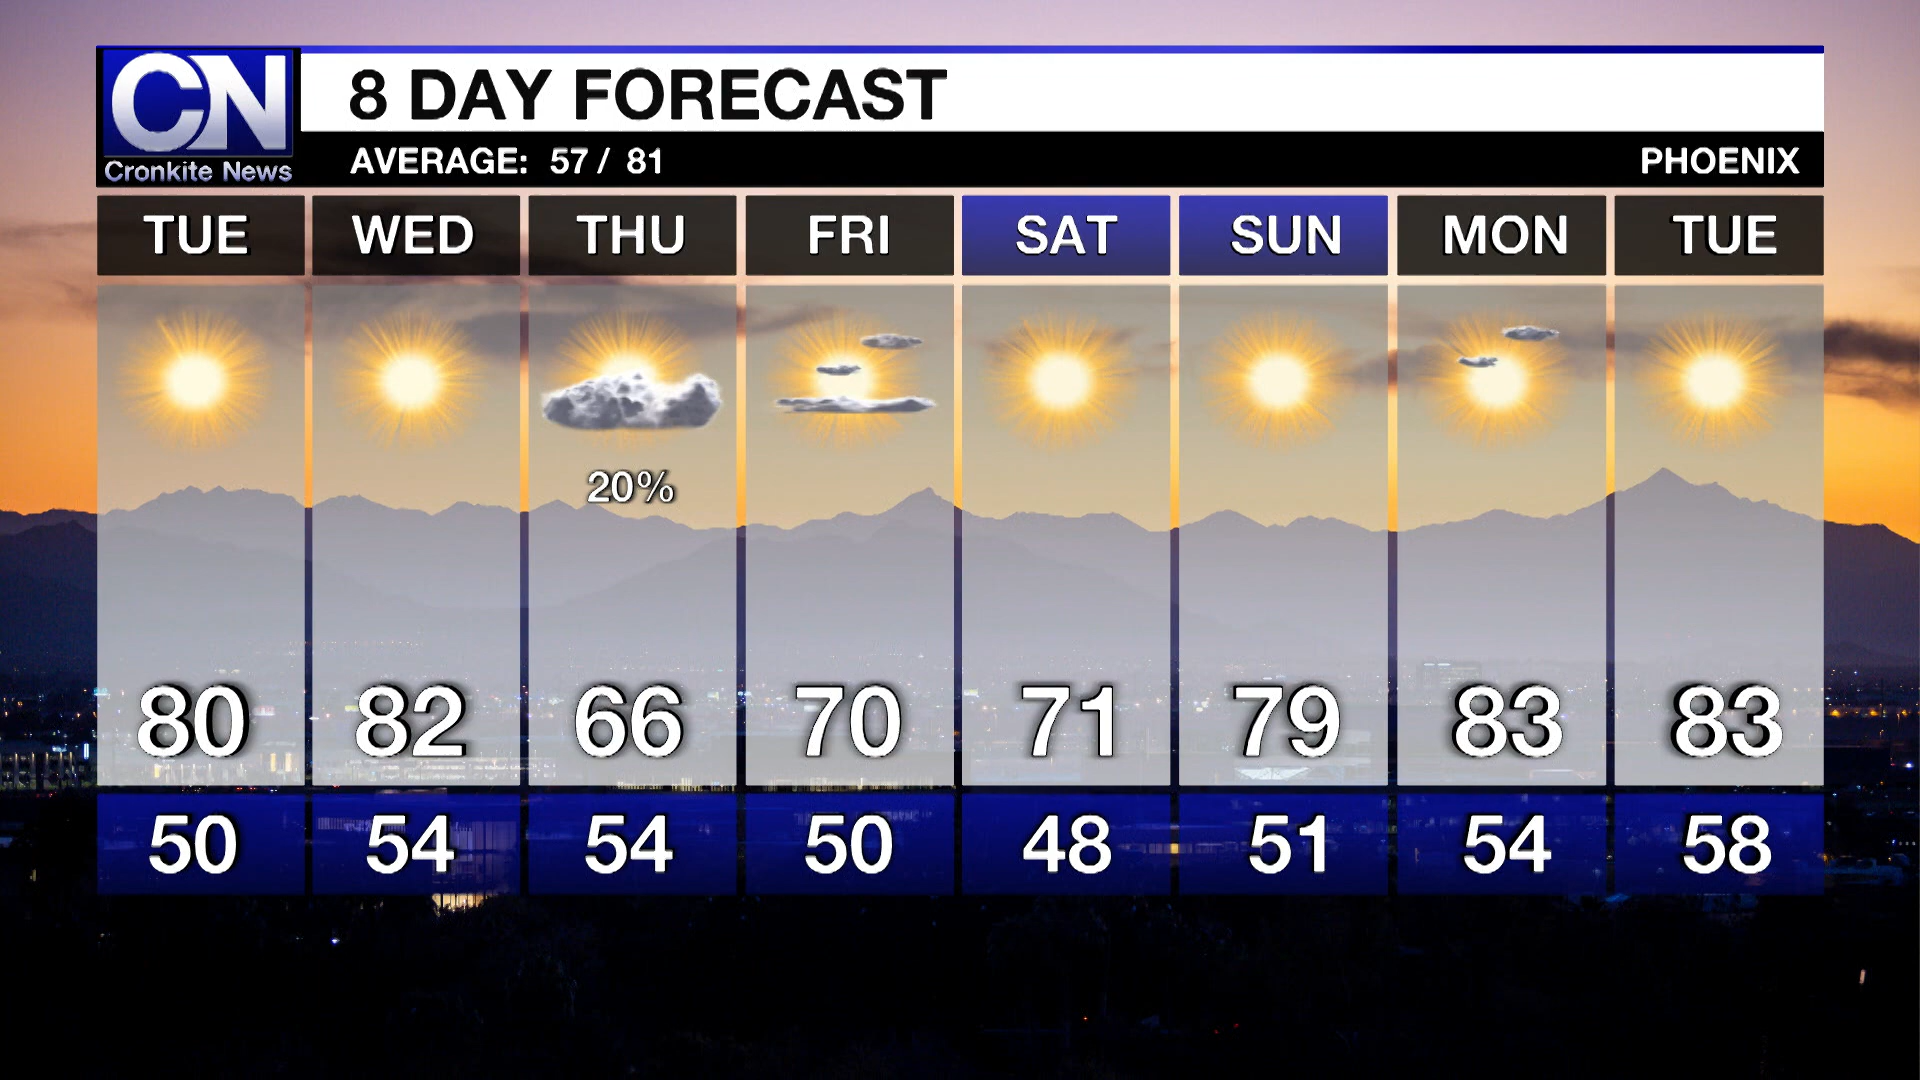 CN
Cronkite News
8 DAY FORECAST
AVERAGE: 57 / 81
PHOENIX
TUE WED THU FRI SAT SUN MON TUE
20%
80 82 66 70 71 79 83 83
50 54 54 50 48 51 54 58